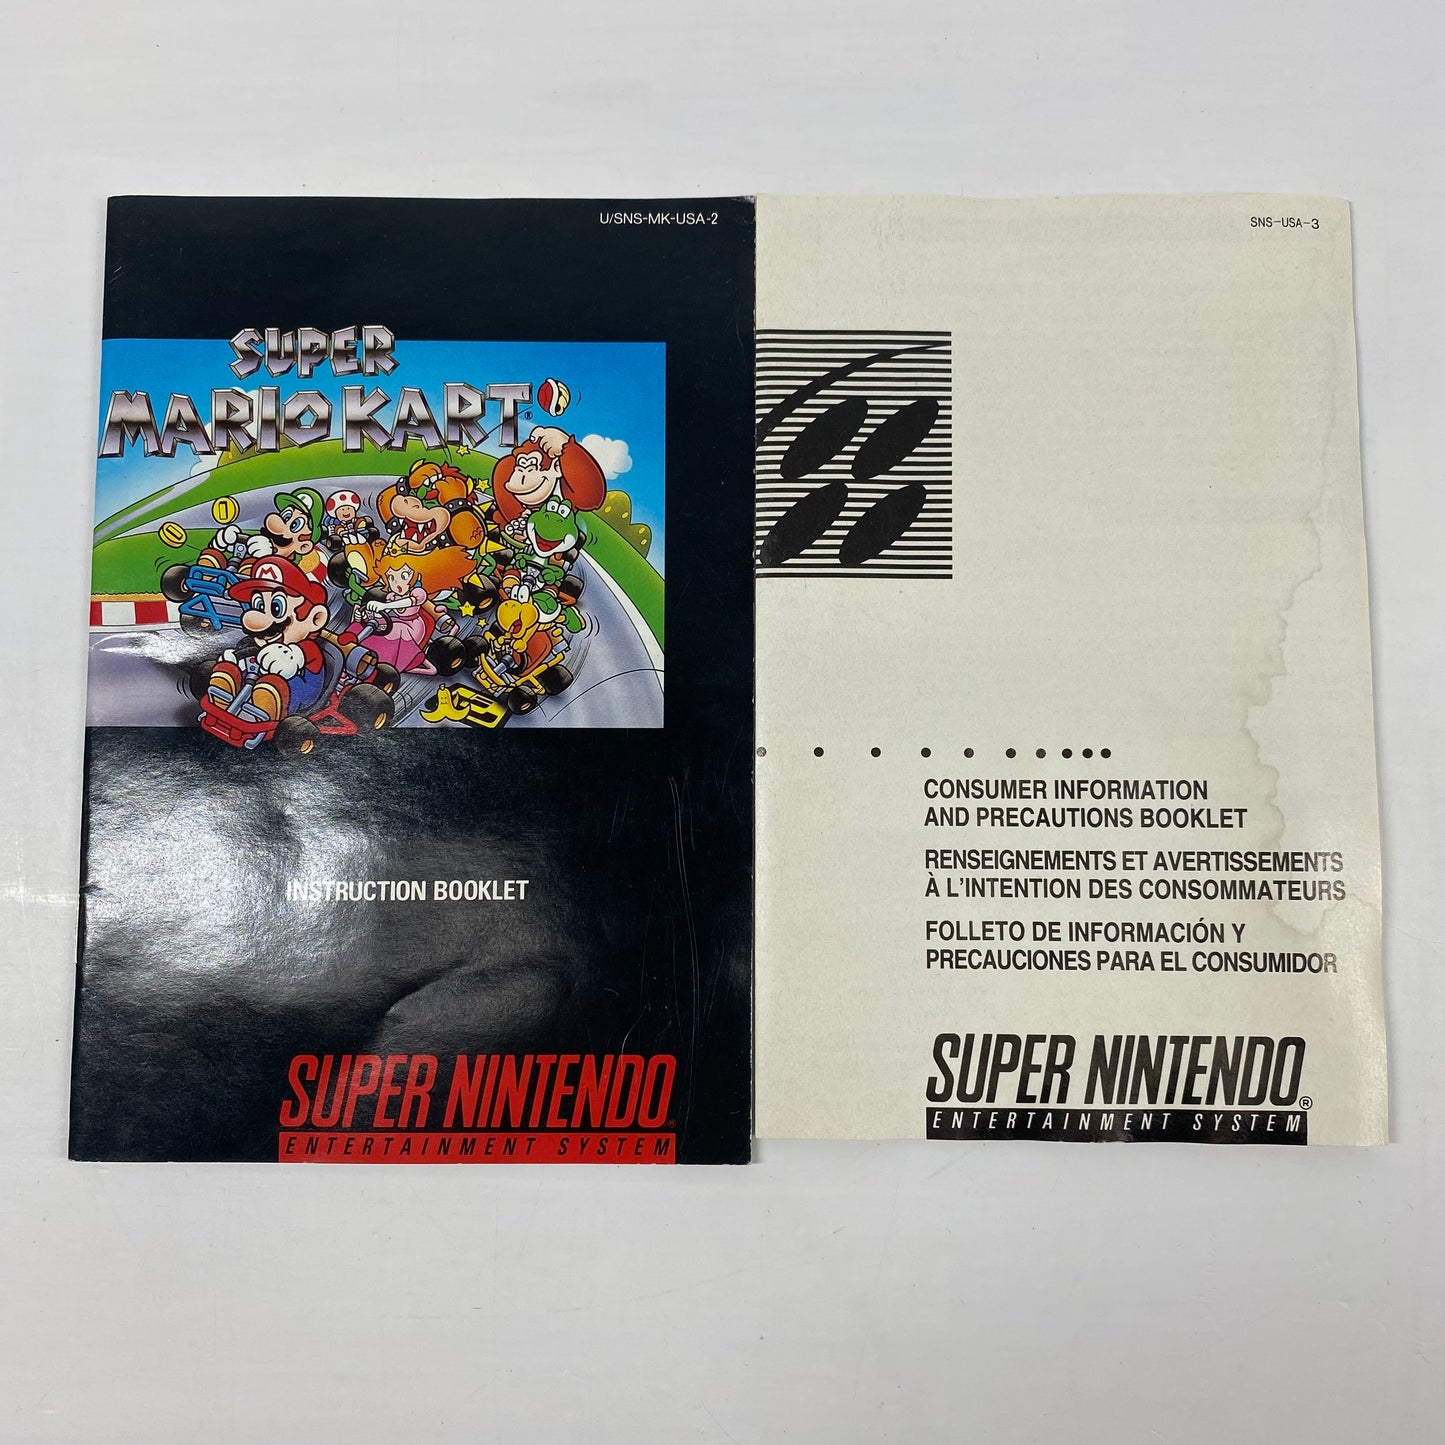 U/SNS-MK-USA-2
SUPER
MARIO KART®
M
INSTRUCTION BOOKLET
SUPER NINTENDO®
ENTERTAINMENT SYSTEM
SNS-USA-3
CONSUMER INFORMATION
AND PRECAUTIONS BOOKLET
RENSEIGNEMENTS ET AVERTISSEMENTS
À L'INTENTION DES CONSOMMATEURS
FOLLETO DE INFORMACIÓN Y
PRECAUCIONES PARA EL CONSUMIDOR
SUPER NINTENDO®
ENTERTAINMENT SYSTEM